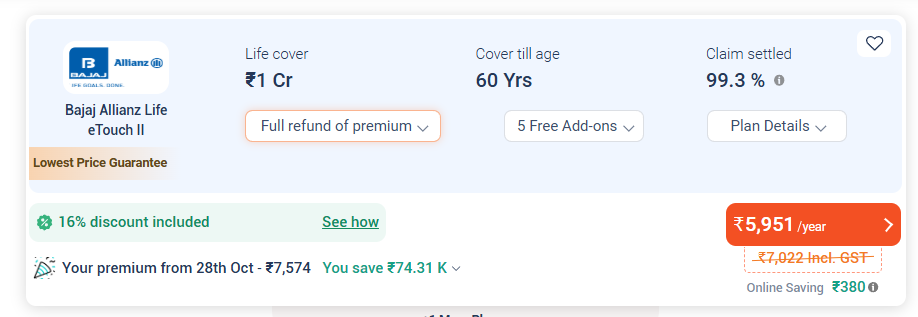 BAJAJ
Allianz
LIFE GOALS. DONE.
Bajaj Allianz Life
eTouch II
Lowest Price Guarantee
Life cover
₹1 Cr
Full refund of premium
Cover till age
60 Yrs
5 Free Add-ons
Claim settled
99.3 %
Plan Details
16% discount included
See how
₹5,951 /year
Your premium from 28th Oct - ₹7,574 You save ₹74.31 K
₹7,022 Incl. GST
Online Saving ₹380